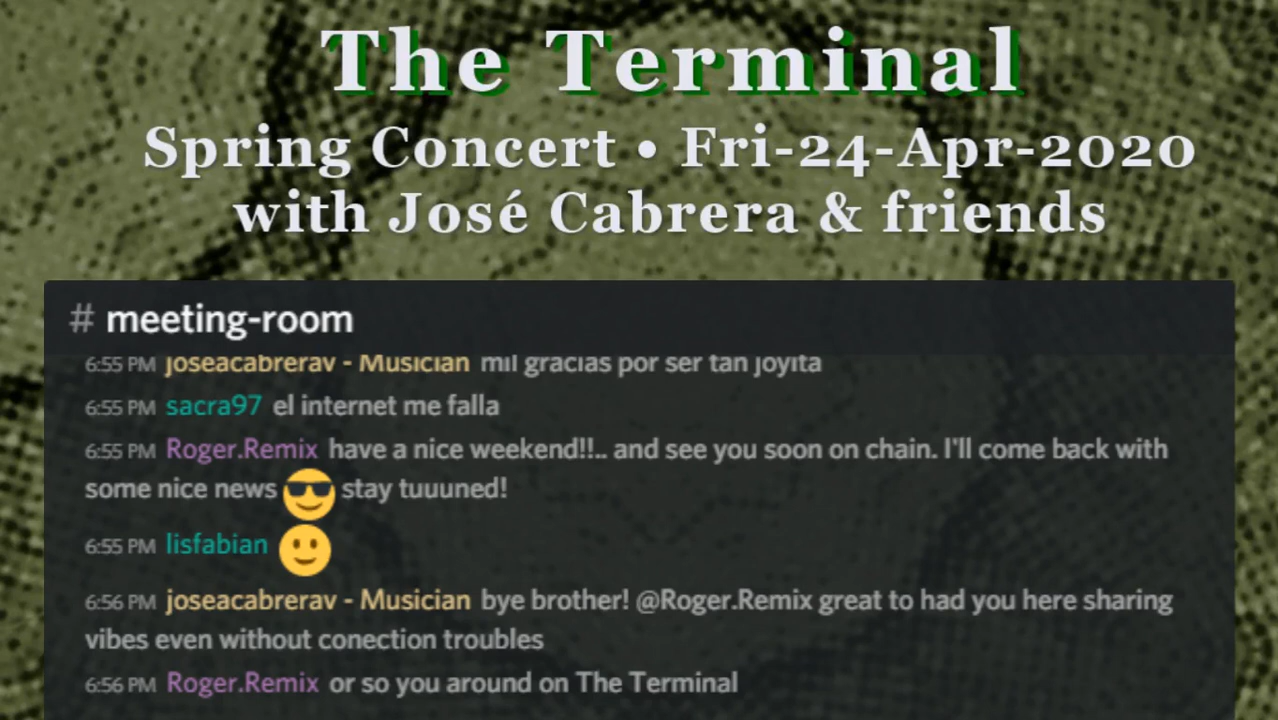 The Terminal
Spring Concert • Fri-24-Apr-2020
with José Cabrera & friends
# meeting-room
6:55 PM joseacabrerav - Musician mil gracias por ser tan joyita
6:55 PM sacra97 el internet me falla
6:55 PM Roger.Remix have a nice weekend!!.. and see you soon on chain. I'll come back with
some nice news 😎 stay tuuuned!
6:55 PM lisfabian 🙂
6:56 PM joseacabrerav - Musician bye brother! @Roger.Remix great to had you here sharing
vibes even without conection troubles
6:56 PM Roger.Remix or so you around on The Terminal